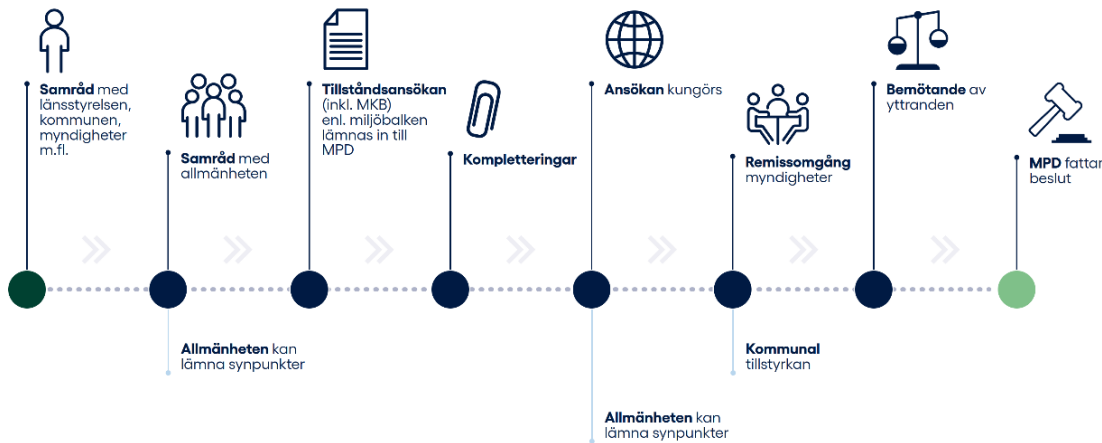 Samråd med
länsstyrelsen,
kommunen,
myndigheter
m.fl.
Samråd med
allmänheten
Tillståndsansökan
(inkl. MKB)
enl. miljöbalken
lämnas in till
MPD
Kompletteringar
Ansökan kungörs
Remissomgång
myndigheter
Bemötande av
yttranden
MPD fattar
beslut
Allmänheten kan
lämna synpunkter
Allmänheten kan
lämna synpunkter
Kommunal
tillstyrkan